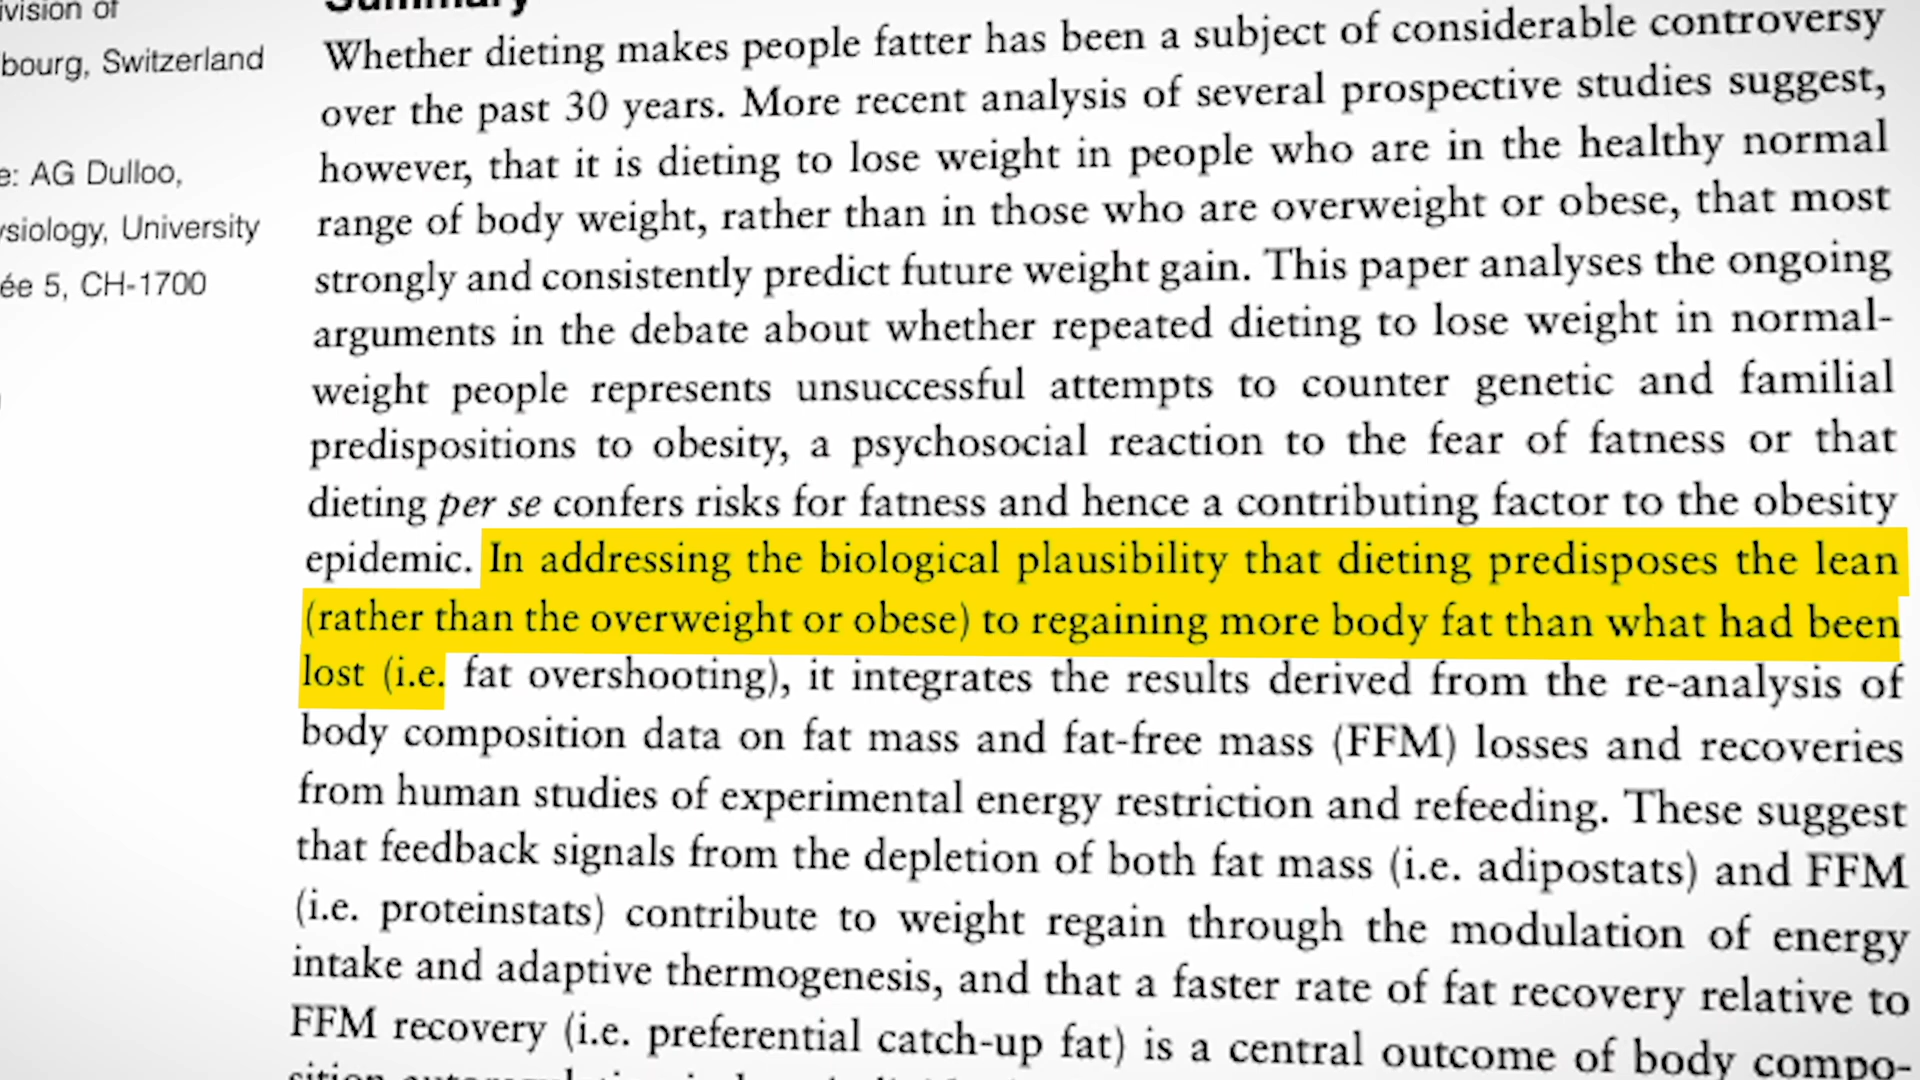 ivision of
bourg, Switzerland
e: AG Dulloo,
ysiology, University
ée 5, CH-1700
Summary
Whether dieting makes people fatter has been a subject of considerable controversy
over the past 30 years. More recent analysis of several prospective studies suggest,
however, that it is dieting to lose weight in people who are in the healthy normal
range of body weight, rather than in those who are overweight or obese, that most
strongly and consistently predict future weight gain. This paper analyses the ongoing
arguments in the debate about whether repeated dieting to lose weight in normal-
weight people represents unsuccessful attempts to counter genetic and familial
predispositions to obesity, a psychosocial reaction to the fear of fatness or that
dieting per se confers risks for fatness and hence a contributing factor to the obesity
epidemic. In addressing the biological plausibility that dieting predisposes the lean
(rather than the overweight or obese) to regaining more body fat than what had been
lost (i.e. fat overshooting), it integrates the results derived from the re-analysis of
body composition data on fat mass and fat-free mass (FFM) losses and recoveries
from human studies of experimental energy restriction and refeeding. These suggest
that feedback signals from the depletion of both fat mass (i.e. adipostats) and FFM
(i.e. proteinstats) contribute to weight regain through the modulation of energy
intake and adaptive thermogenesis, and that a faster rate of fat recovery relative to
FFM recovery (i.e. preferential catch-up fat) is a central outcome of body compo-